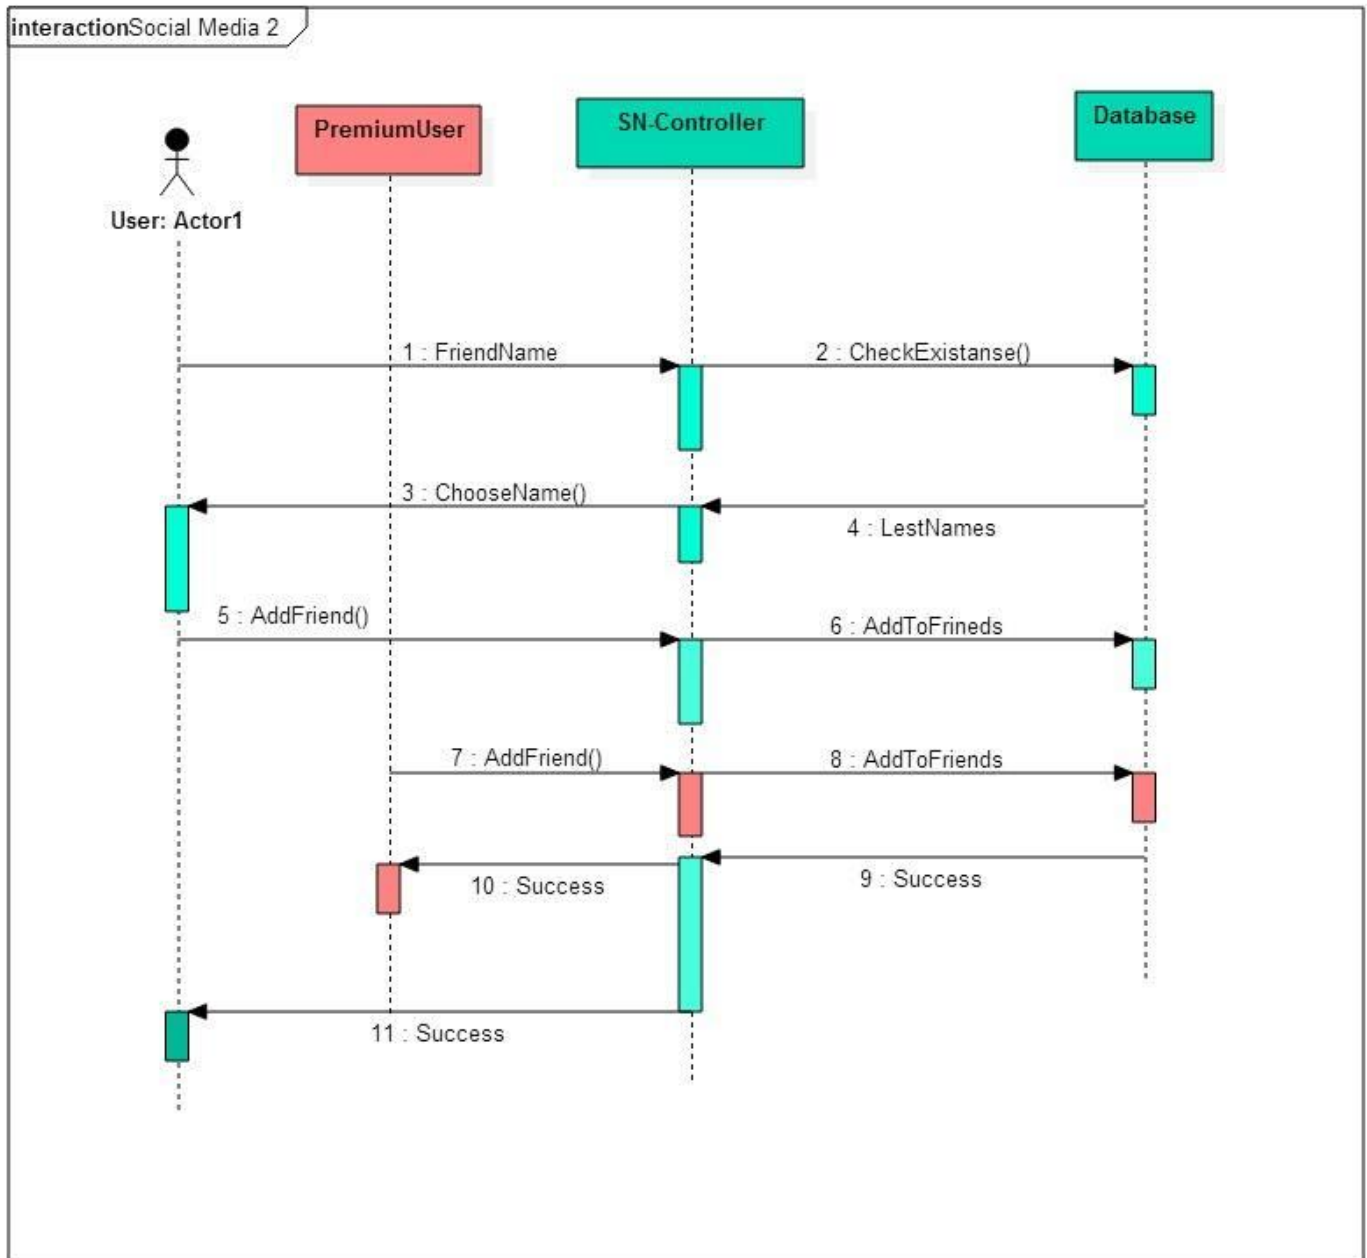 interactionSocial Media 2
PremiumUser
SN-Controller
Database
User: Actor1
1 : FriendName
2 : CheckExistanse()
3 : ChooseName()
4 : LestNames
5 : AddFriend()
6 : AddToFrineds
7 : AddFriend()
8 : AddToFriends
9 : Success
10 : Success
11 : Success